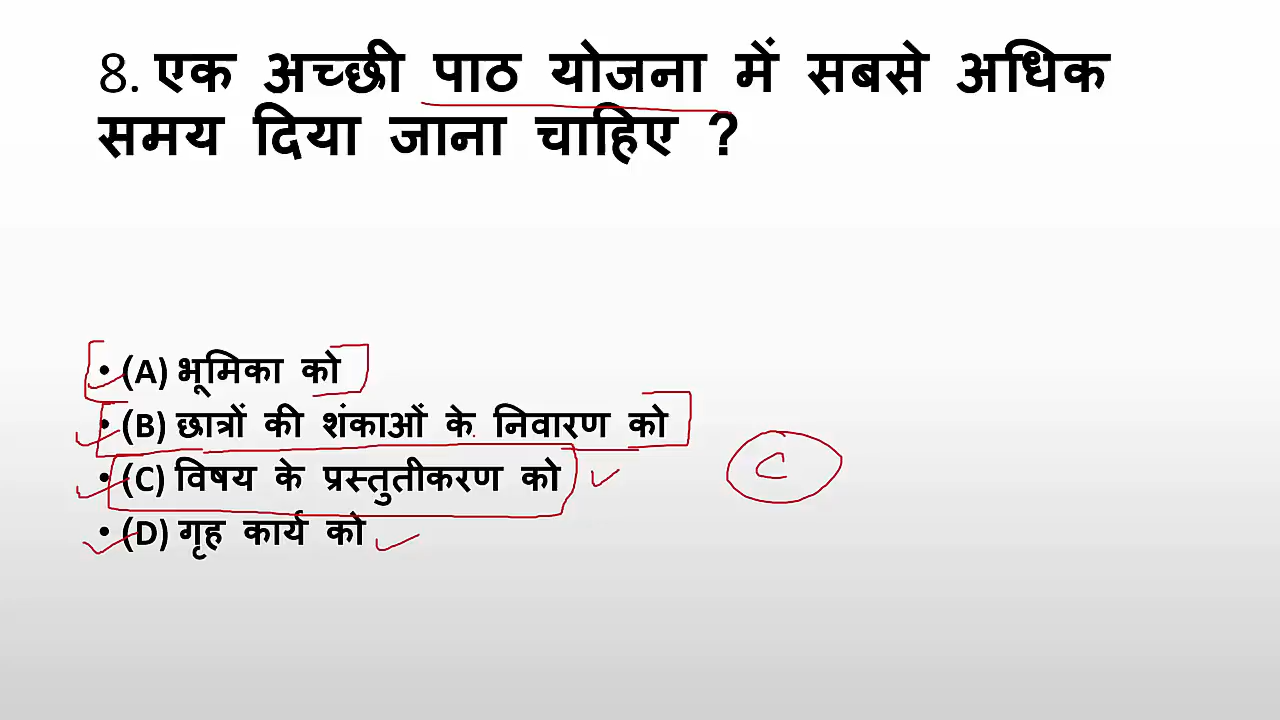 8. एक अच्छी पाठ योजना में सबसे अधिक
समय दिया जाना चाहिए ?
• (A) भूमिका को
• (B) छात्रों की शंकाओं के निवारण को
• (C) विषय के प्रस्तुतीकरण को
• (D) गृह कार्य को
C